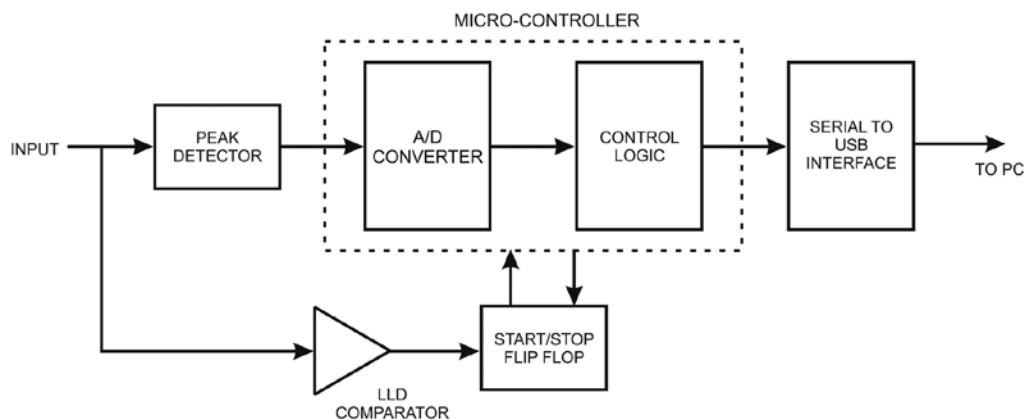 MICRO-CONTROLLER
INPUT
PEAK
DETECTOR
A/D
CONVERTER
CONTROL
LOGIC
SERIAL TO
USB
INTERFACE
TO PC
START/STOP
FLIP FLOP
LLD
COMPARATOR